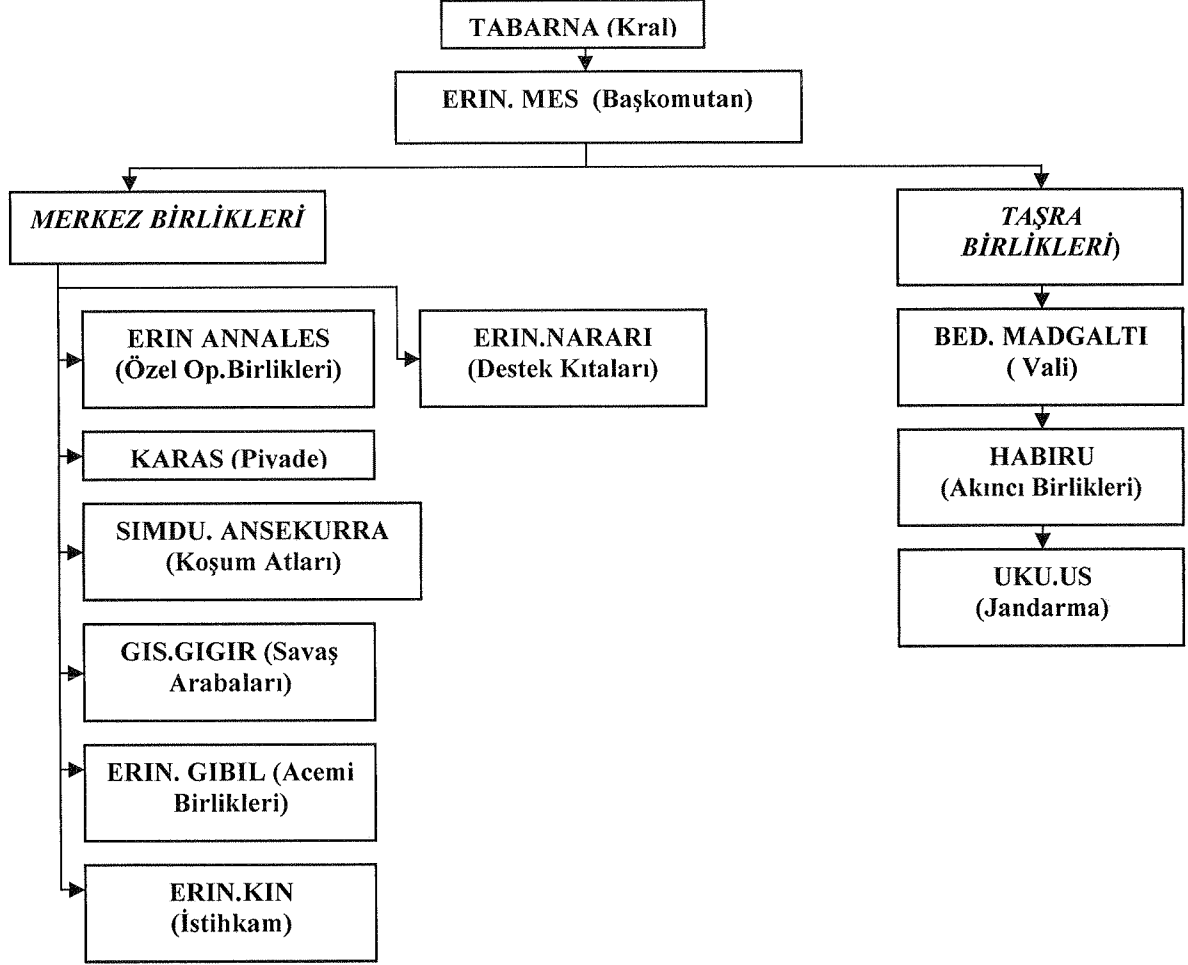 TABARNA (Kral)
ERIN. MES (Başkomutan)
MERKEZ BİRLİKLERİ
TAŞRA
BİRLİKLERİ)
ERIN ANNALES
(Özel Op.Birlikleri)
ERIN.NARARI
(Destek Kıtaları)
BED. MADGALTI
( Vali)
KARAS (Piyade)
HABIRU
(Akıncı Birlikleri)
SIMDU. ANSEKURRA
(Koşum Atları)
UKU.US
(Jandarma)
GIS.GIGIR (Savaş
Arabaları)
ERIN. GIBIL (Acemi
Birlikleri)
ERIN.KIN
(İstihkam)